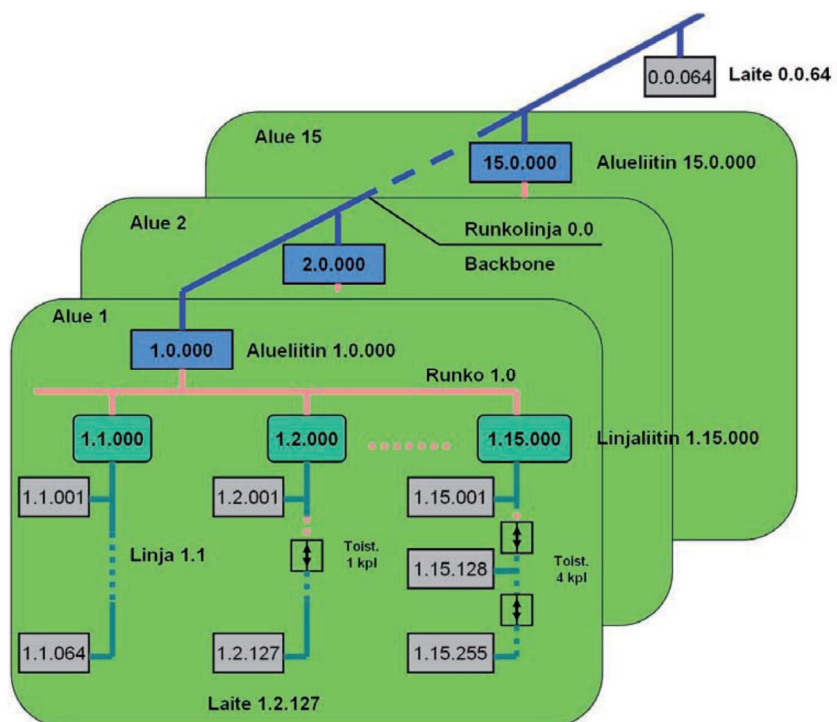 0.0.064
Laite 0.0.64
Alue 15
15.0.000
Alueliitin 15.0.000
Alue 2
Runkolinja 0.0
Backbone
2.0.000
Alue 1
1.0.000
Alueliitin 1.0.000
Runko 1.0
1.1.000
1.2.000
1.15.000
Linjaliitin 1.15.000
1.1.001
1.2.001
1.15.001
Linja 1.1
Toist.
1 kpl
1.15.128
Toist.
4 kpl
1.1.064
1.2.127
1.15.255
Laite 1.2.127